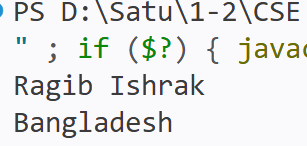 PS D:\Satu\1-2\CSE
" ; if ($?) { javac
Ragib Ishrak
Bangladesh